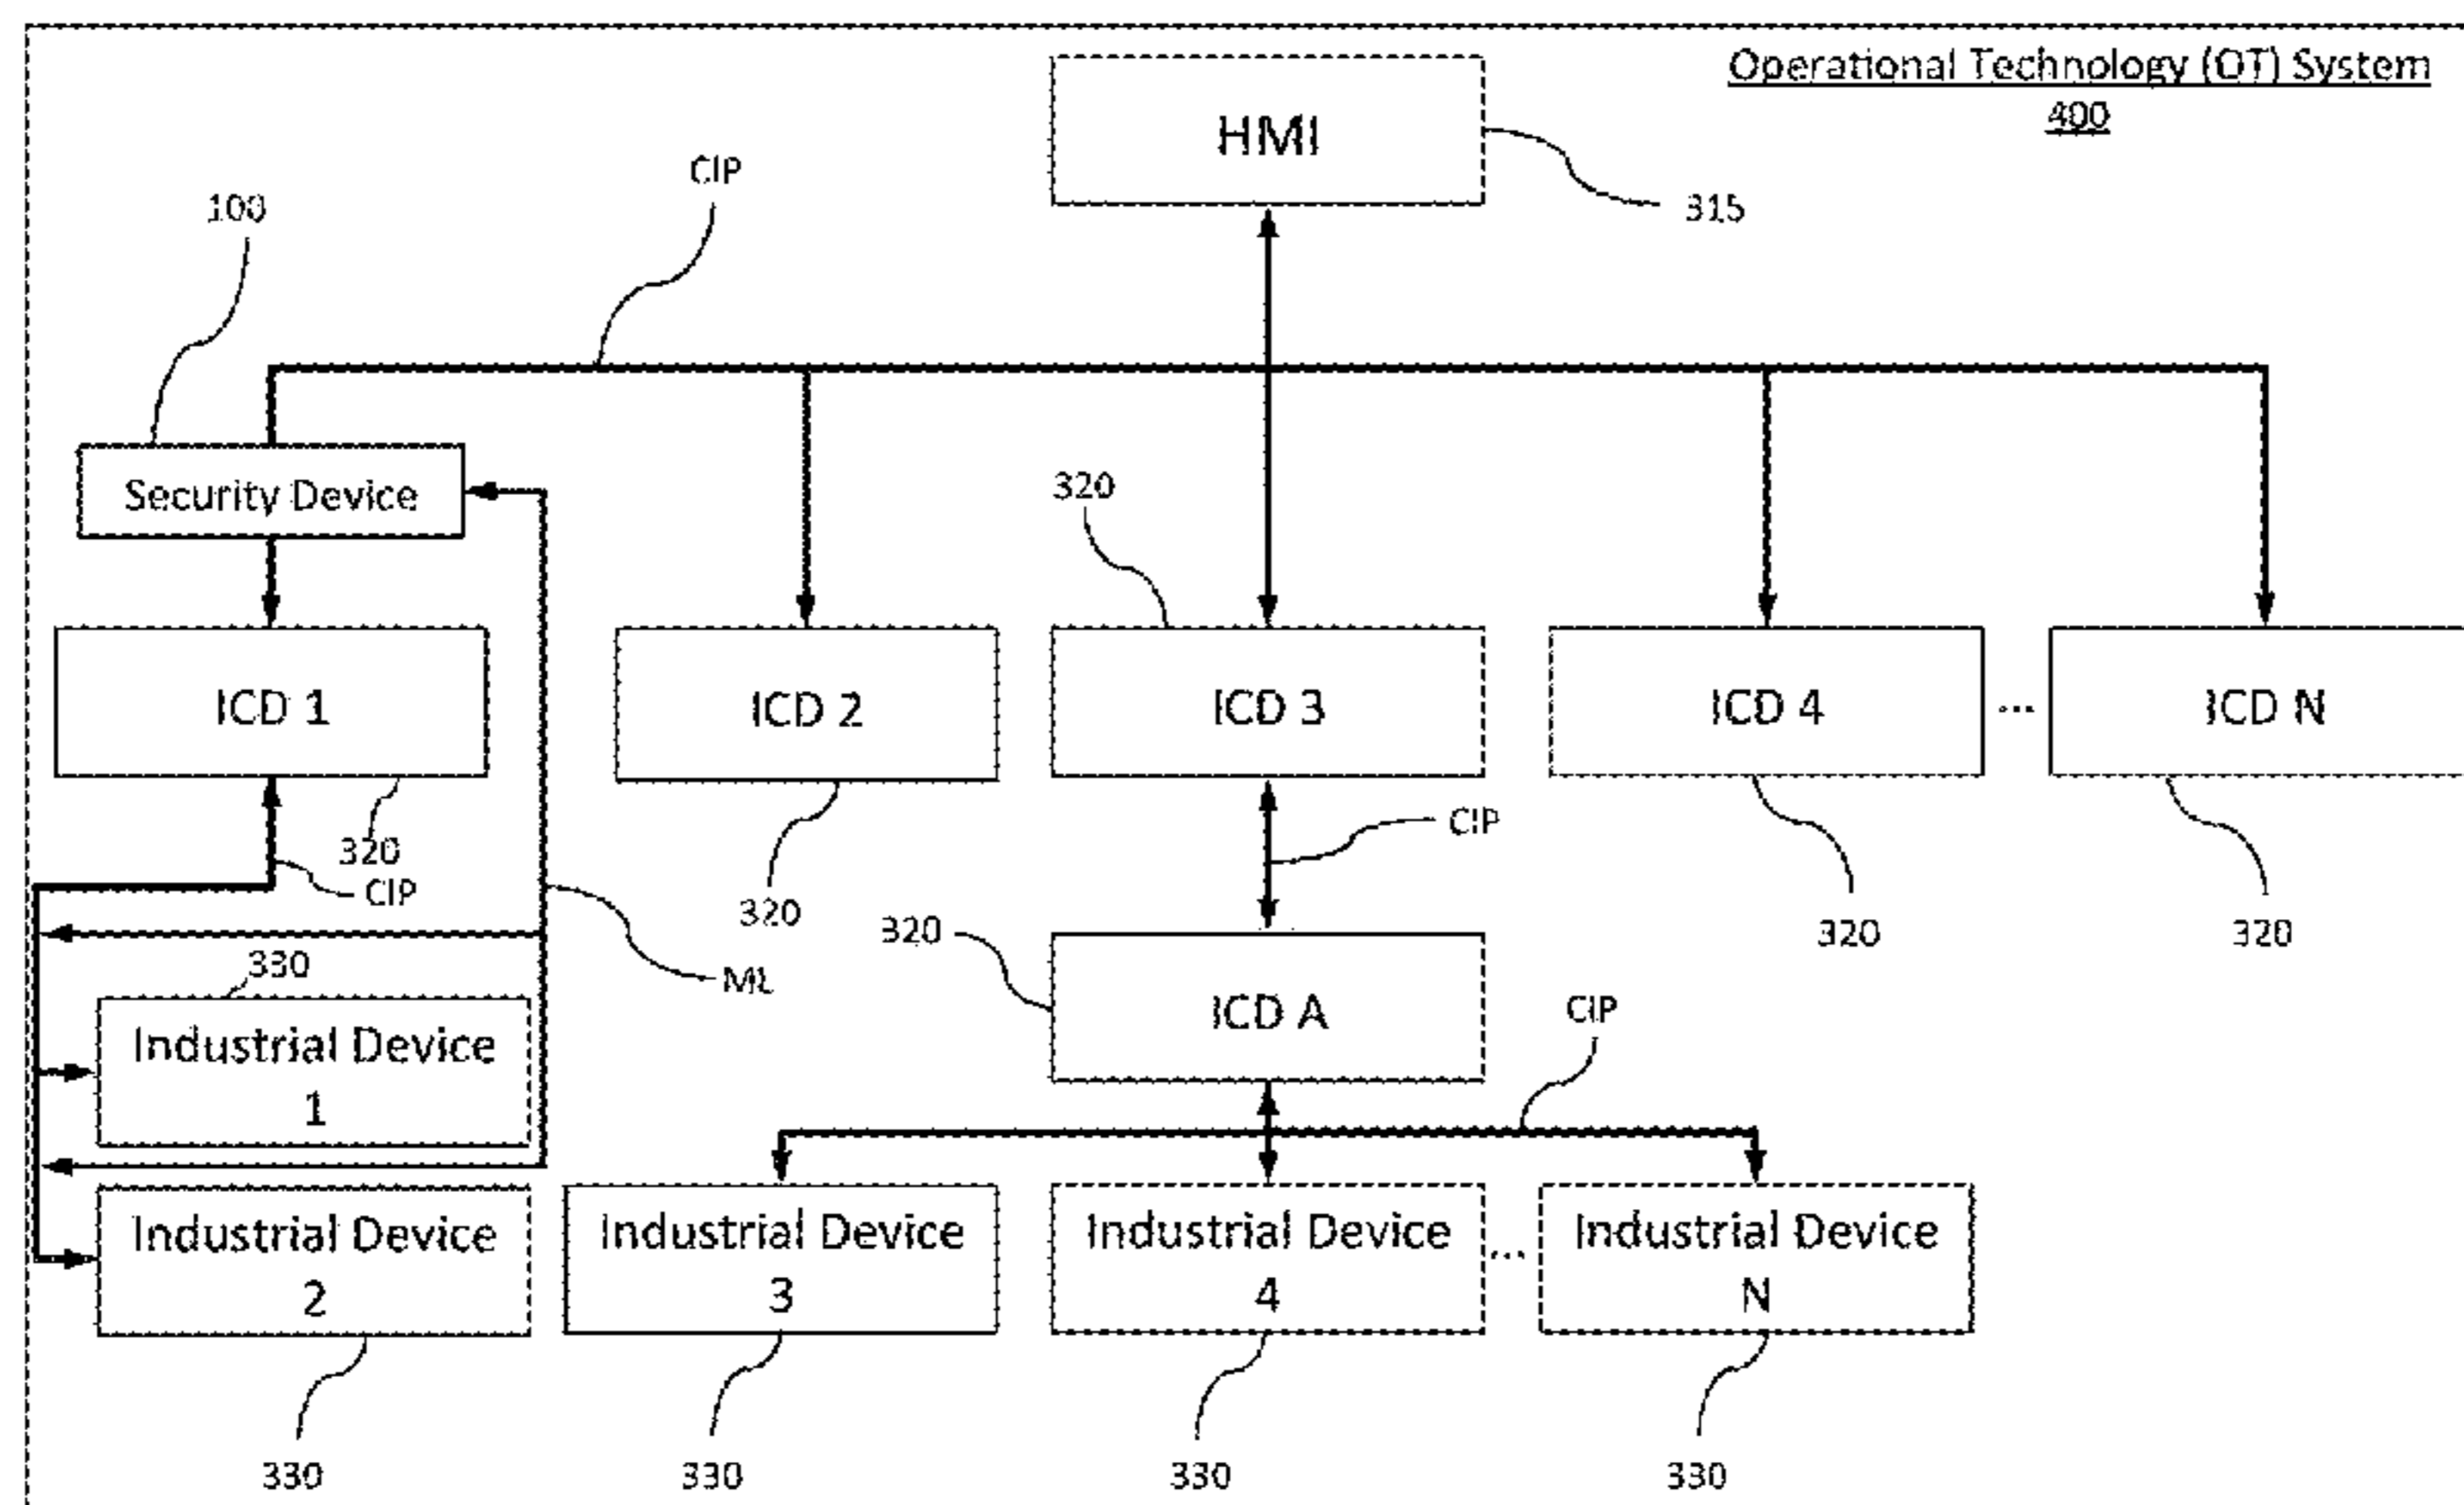 Operational Technology (OT) System
400
HMI
CIP
100
315
Security Device
320
ICD 1
ICD 2
ICD 3
ICD 4
...
ICD N
320
CIP
CIP
320
320
320
320
330
ML
ICD A
CIP
Industrial Device
1
Industrial Device
2
Industrial Device
3
Industrial Device
4
...
Industrial Device
N
330
330
330
330